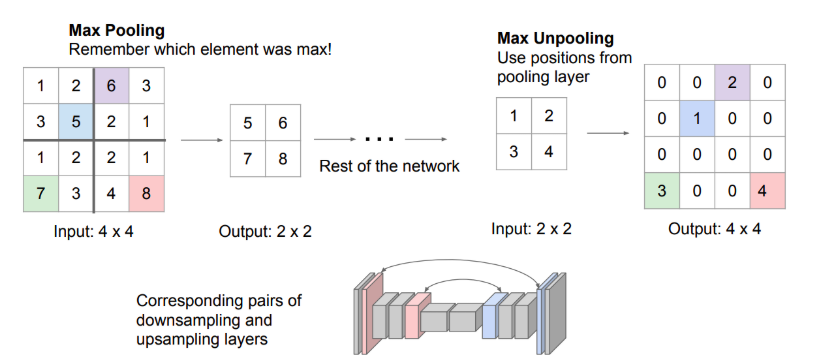 Max Pooling
Remember which element was max!
1 2 6 3
3 5 2 1
1 2 2 1
7 3 4 8
Input: 4 x 4
5 6
7 8
Output: 2 x 2
...
Rest of the network
Max Unpooling
Use positions from
pooling layer
1 2
3 4
Input: 2 x 2
0 0 2 0
0 1 0 0
0 0 0 0
3 0 0 4
Output: 4 x 4
Corresponding pairs of
downsampling and
upsampling layers